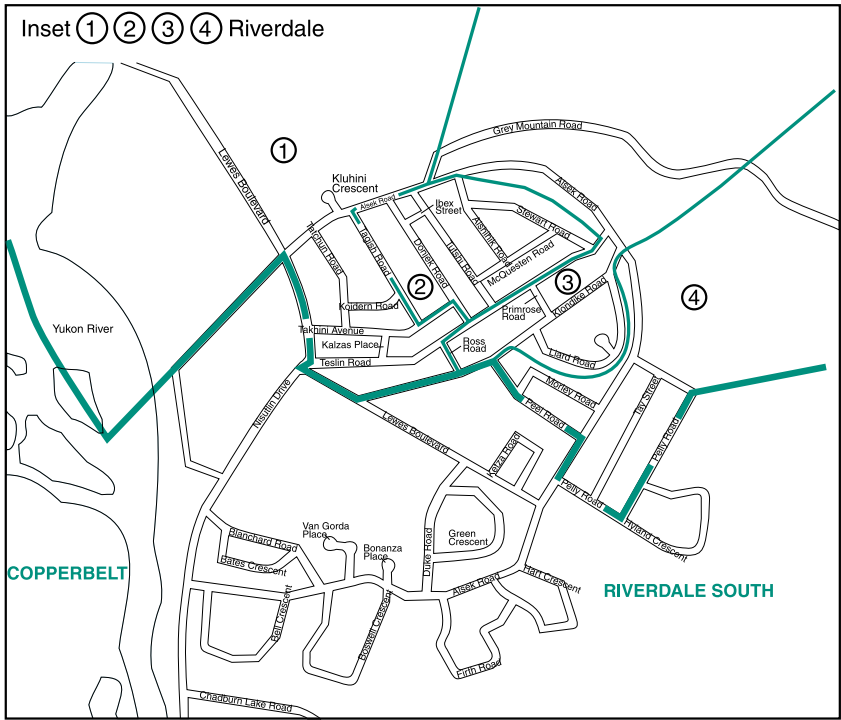 Inset 1 2 3 4 Riverdale
Grey Mountain Road
1
Lewes Boulevard
Kluhini
Crescent
Alsek Road
Alsek Road
Ibex
Street
Stewart Road
Aishihik Road
Tutshi Road
Donjek Road
Tagish Road
Tatchun Road
McQuesten Road
3
2
4
Klondike Road
Primrose
Road
Kojdern Road
Takhini Avenue
Yukon River
Kalzas Place
Ross
Road
Teslin Road
Liard Road
Morley Road
Tay Street
Nisutlin Drive
Peel Road
Lewes Boulevard
Pelly Road
Ketza Road
Pelly Road
Hyland Crescent
Van Gorda
Place
Blanchard Road
Green
Crescent
Duke Road
Bonanza
Place
Bates Crescent
COPPERBELT
Alsek Road
Hart Crescent
RIVERDALE SOUTH
Bell Crescent
Boswell Crescent
Firth Road
Chadburn Lake Road